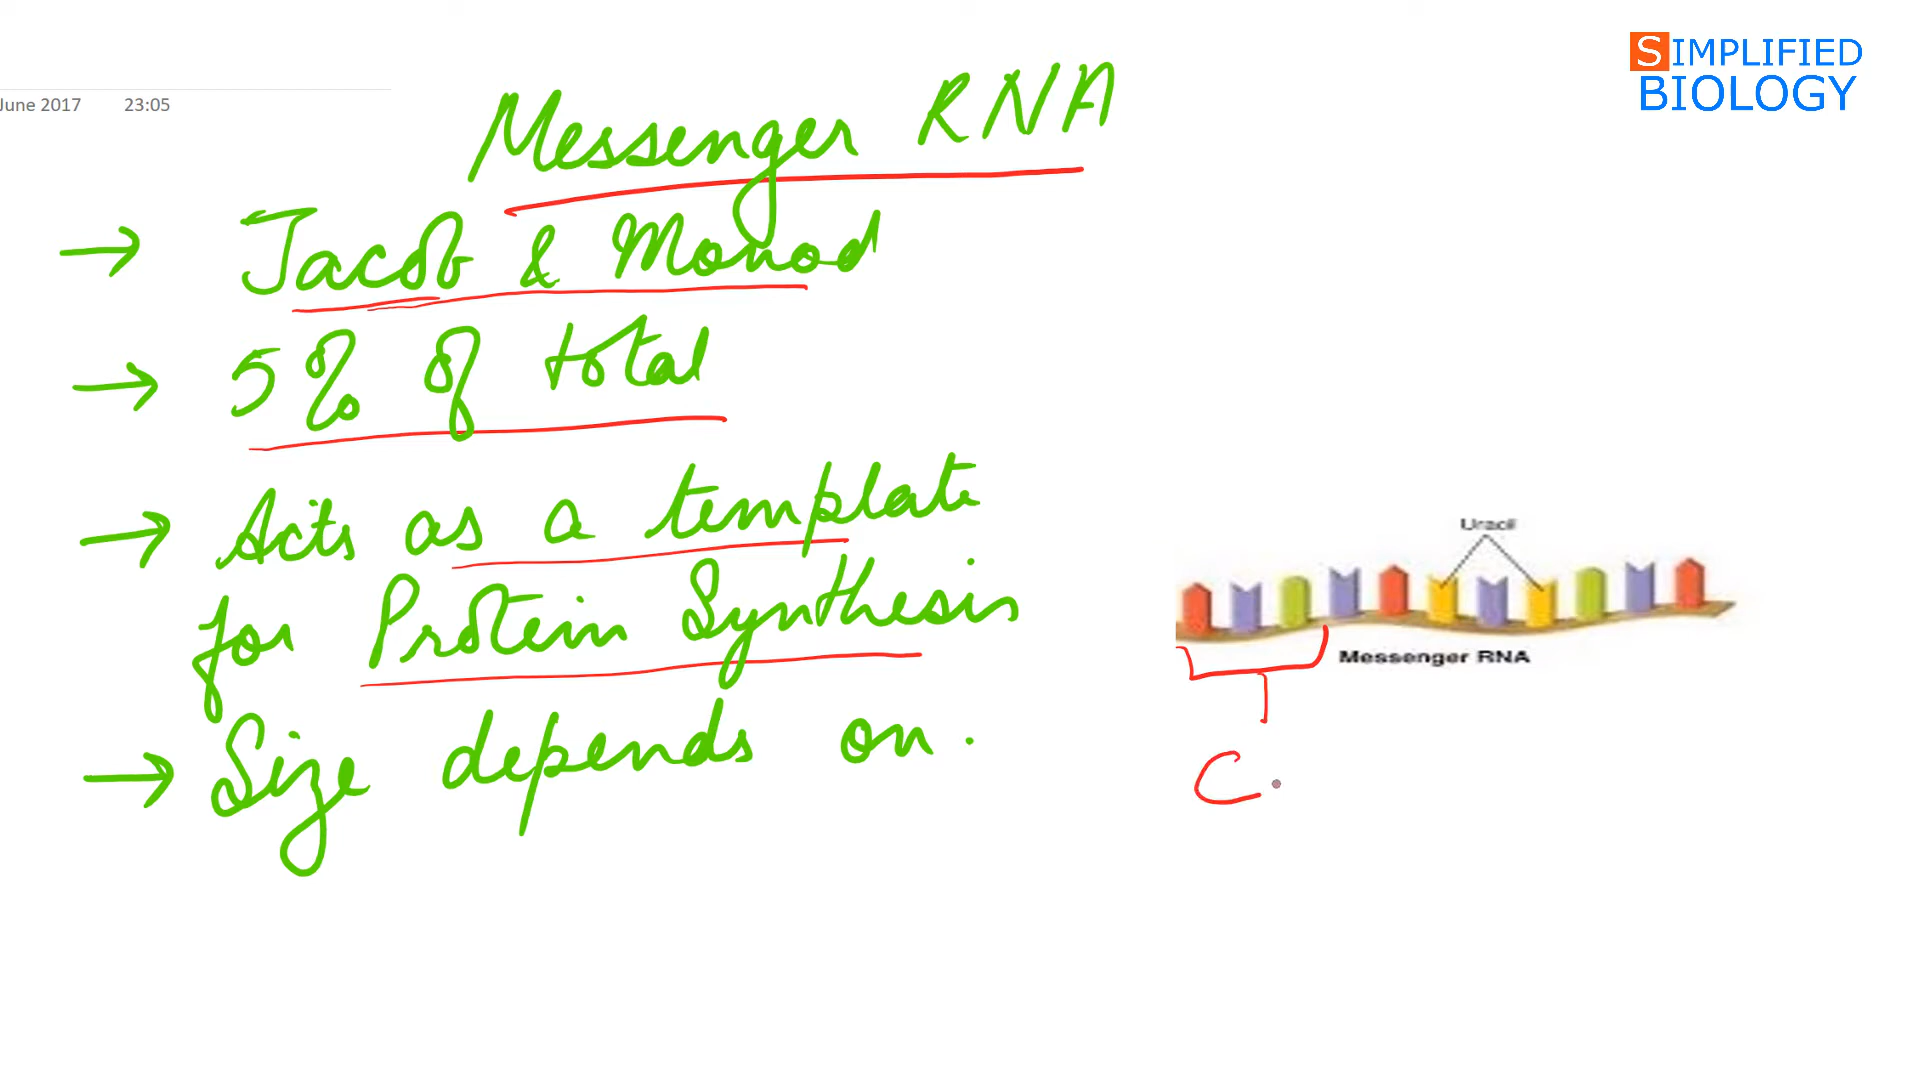 SIMPLIFIED
BIOLOGY
June 2017 23:05
Messenger RNA
→ Jacob & Monod
→ 5% of total
→ Acts as a template
for Protein Synthesis
→ Size depends on.
Uracil
Messenger RNA
C